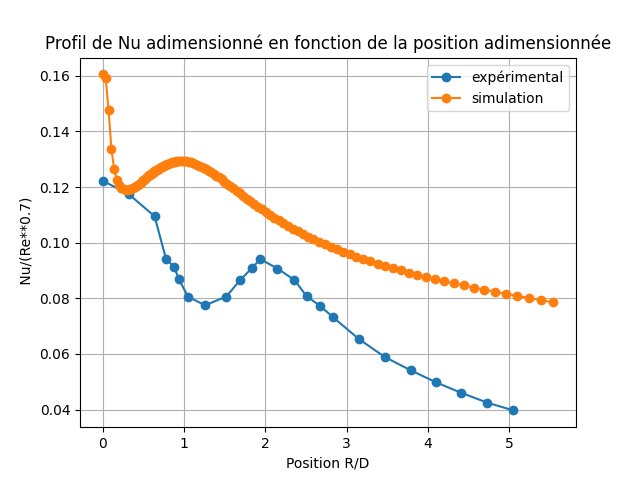 Profil de Nu adimensionné en fonction de la position adimensionnée
expérimental
simulation
0.16
0.14
0.12
0.10
0.08
0.06
0.04
Nu/(Re**0.7)
0 1 2 3 4 5
Position R/D